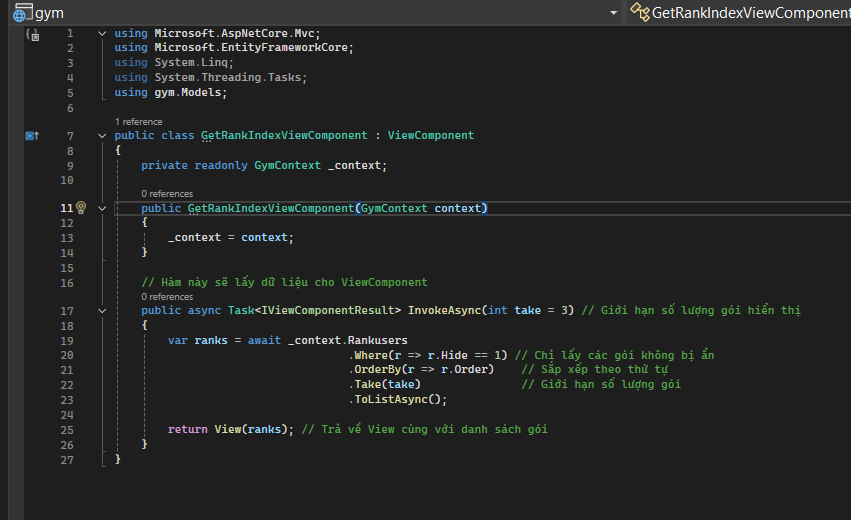 gym
GetRankIndexViewComponent
1 using Microsoft.AspNetCore.Mvc;
2 using Microsoft.EntityFrameworkCore;
3 using System.Linq;
4 using System.Threading.Tasks;
5 using gym.Models;
6
1 reference
7 public class GetRankIndexViewComponent : ViewComponent
8 {
9 private readonly GymContext _context;
10
0 references
11 public GetRankIndexViewComponent(GymContext context)
12 {
13 _context = context;
14 }
15
16 // Hàm này sẽ lấy dữ liệu cho ViewComponent
0 references
17 public async Task<IViewComponentResult> InvokeAsync(int take = 3) // Giới hạn số lượng gói hiển thị
18 {
19 var ranks = await _context.Rankusers
20 .Where(r => r.Hide == 1) // Chỉ lấy các gói không bị ẩn
21 .OrderBy(r => r.Order) // Sắp xếp theo thứ tự
22 .Take(take) // Giới hạn số lượng gói
23 .ToListAsync();
24
25 return View(ranks); // Trả về View cùng với danh sách gói
26 }
27 }